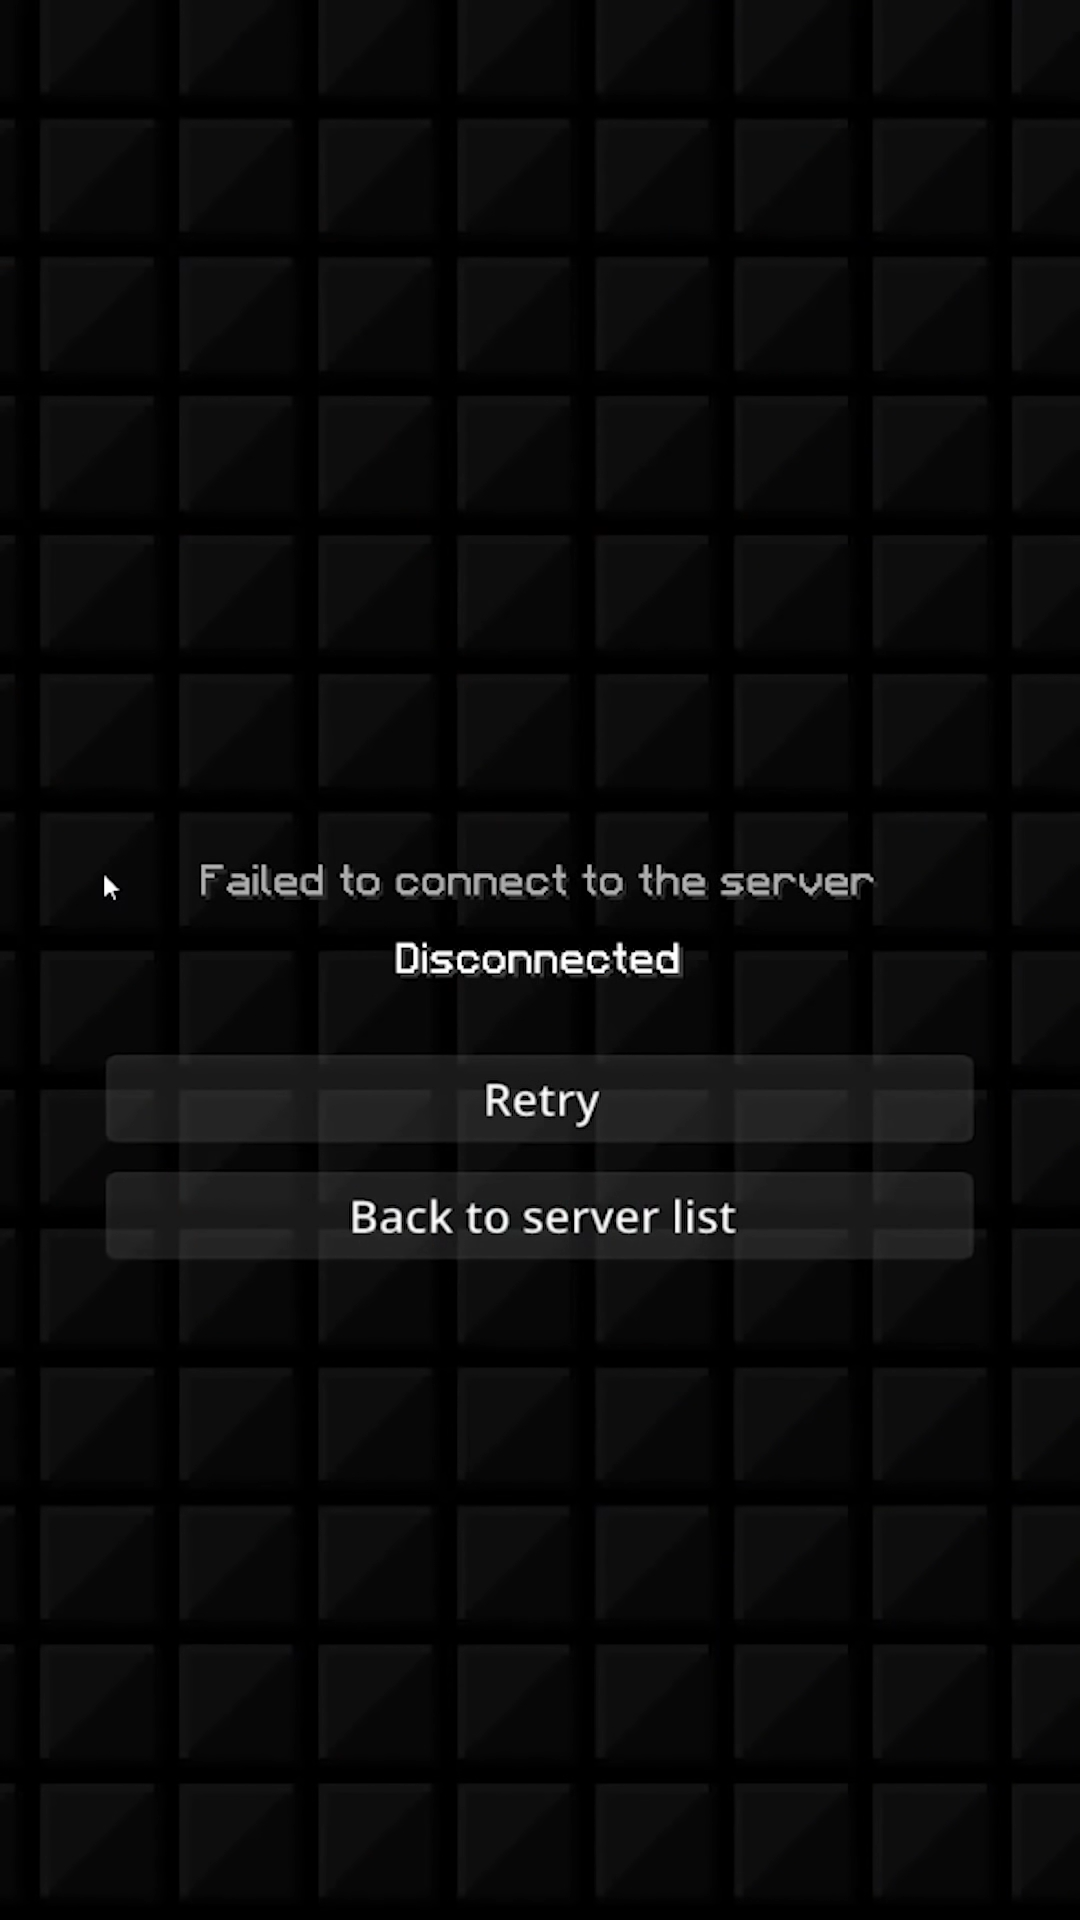 Failed to connect to the server
Disconnected
Retry
Back to server list